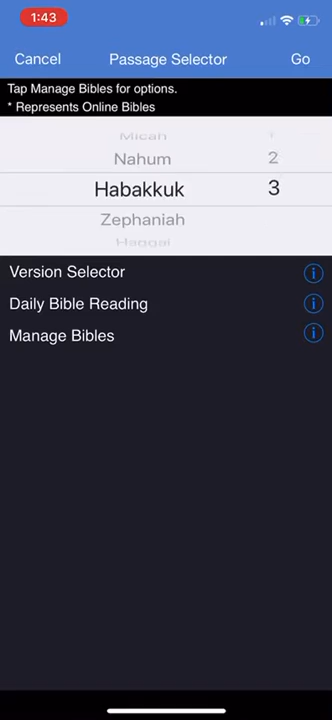 1:43
Cancel Passage Selector Go
Tap Manage Bibles for options.
* Represents Online Bibles
Micah 1
Nahum 2
Habakkuk 3
Zephaniah
Haggai
Version Selector
Daily Bible Reading
Manage Bibles